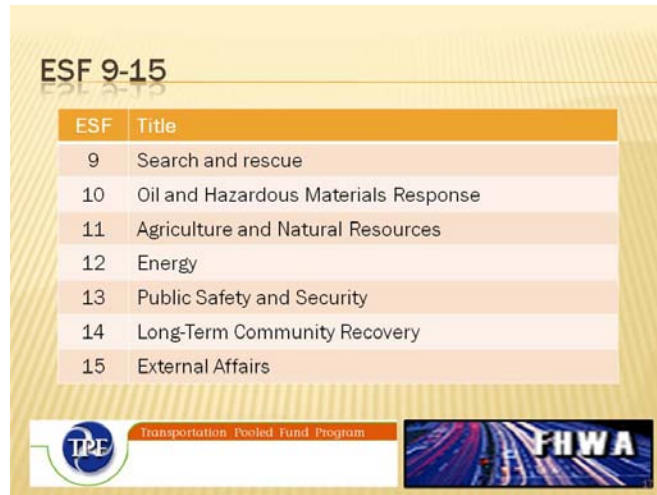 ESF 9-15
ESF Title
9 Search and rescue
10 Oil and Hazardous Materials Response
11 Agriculture and Natural Resources
12 Energy
13 Public Safety and Security
14 Long-Term Community Recovery
15 External Affairs
TPF
Transportation Pooled Fund Program
FHWA